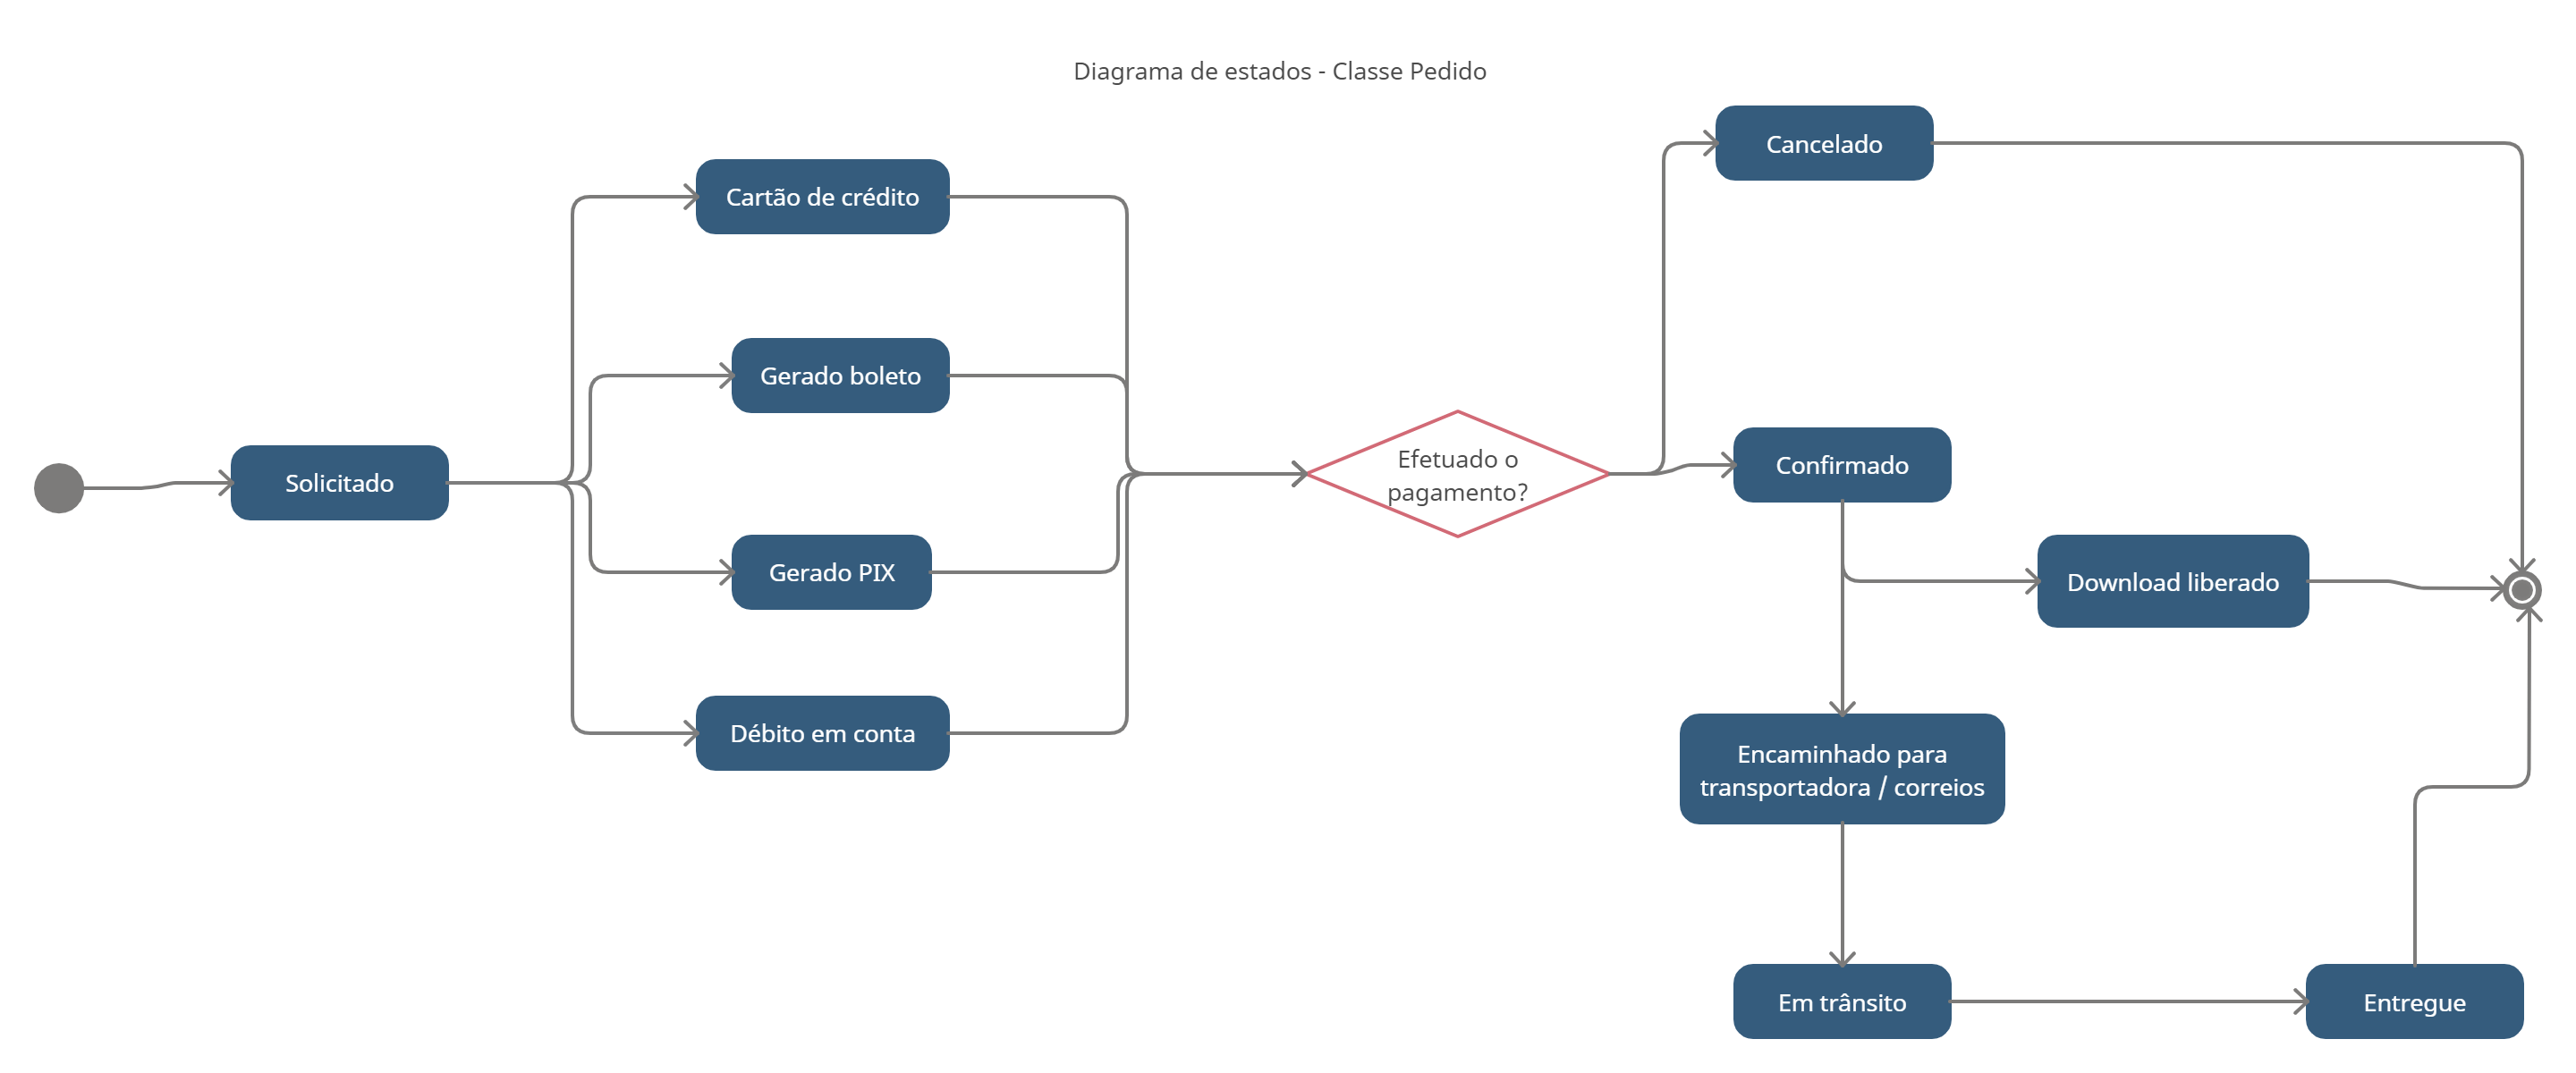 Diagrama de estados - Classe Pedido
Solicitado
Cartão de crédito
Gerado boleto
Gerado PIX
Débito em conta
Efetuado o
pagamento?
Cancelado
Confirmado
Download liberado
Encaminhado para
transportadora / correios
Em trânsito
Entregue